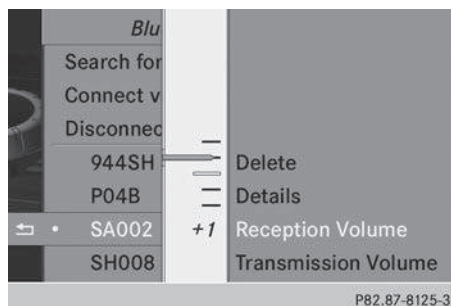 Blu
Search for
Connect v
Disconnec
944SH
Delete
P04B
Details
SA002
+1
Reception Volume
SH008
Transmission Volume
P82.87-8125-3